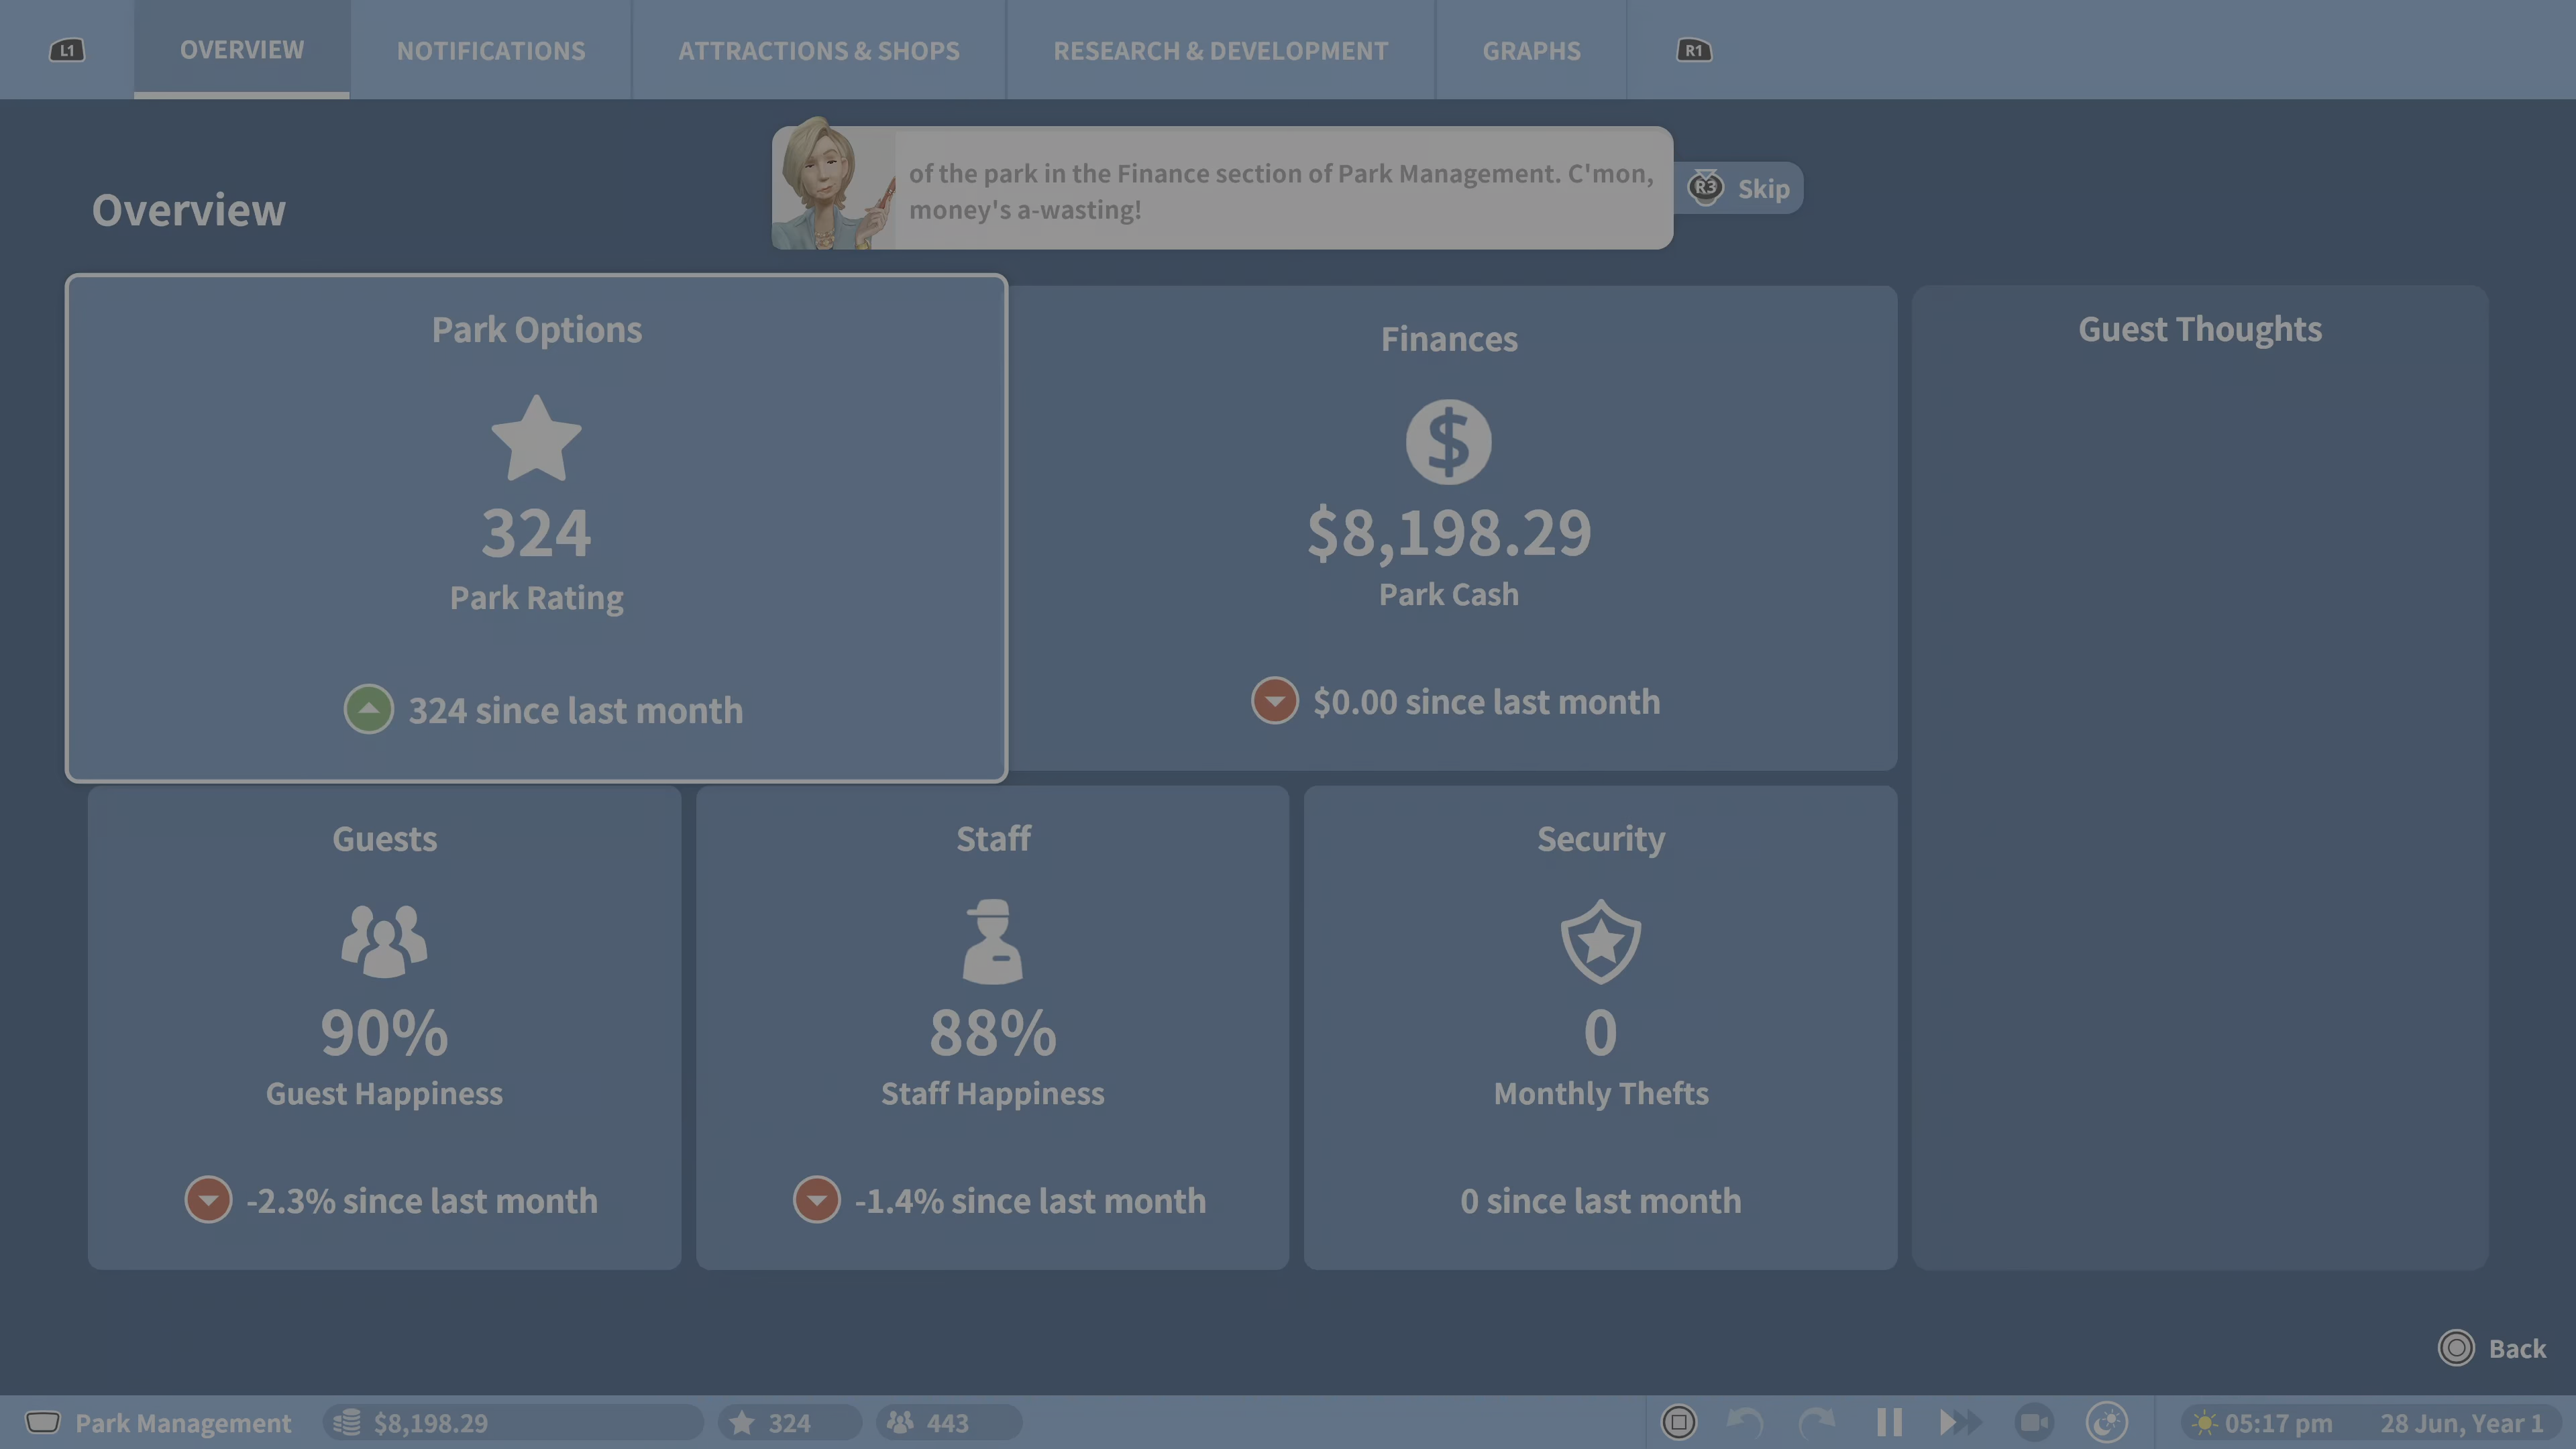 L1
OVERVIEW
NOTIFICATIONS
ATTRACTIONS & SHOPS
RESEARCH & DEVELOPMENT
GRAPHS
R1
of the park in the Finance section of Park Management. C'mon,
money's a-wasting!
R3 Skip
Overview
Park Options
324
Park Rating
324 since last month
Finances
$
$8,198.29
Park Cash
$0.00 since last month
Guest Thoughts
Guests
90%
Guest Happiness
-2.3% since last month
Staff
88%
Staff Happiness
-1.4% since last month
Security
0
Monthly Thefts
0 since last month
Back
Park Management
$8,198.29
324
443
05:17 pm
28 Jun, Year 1